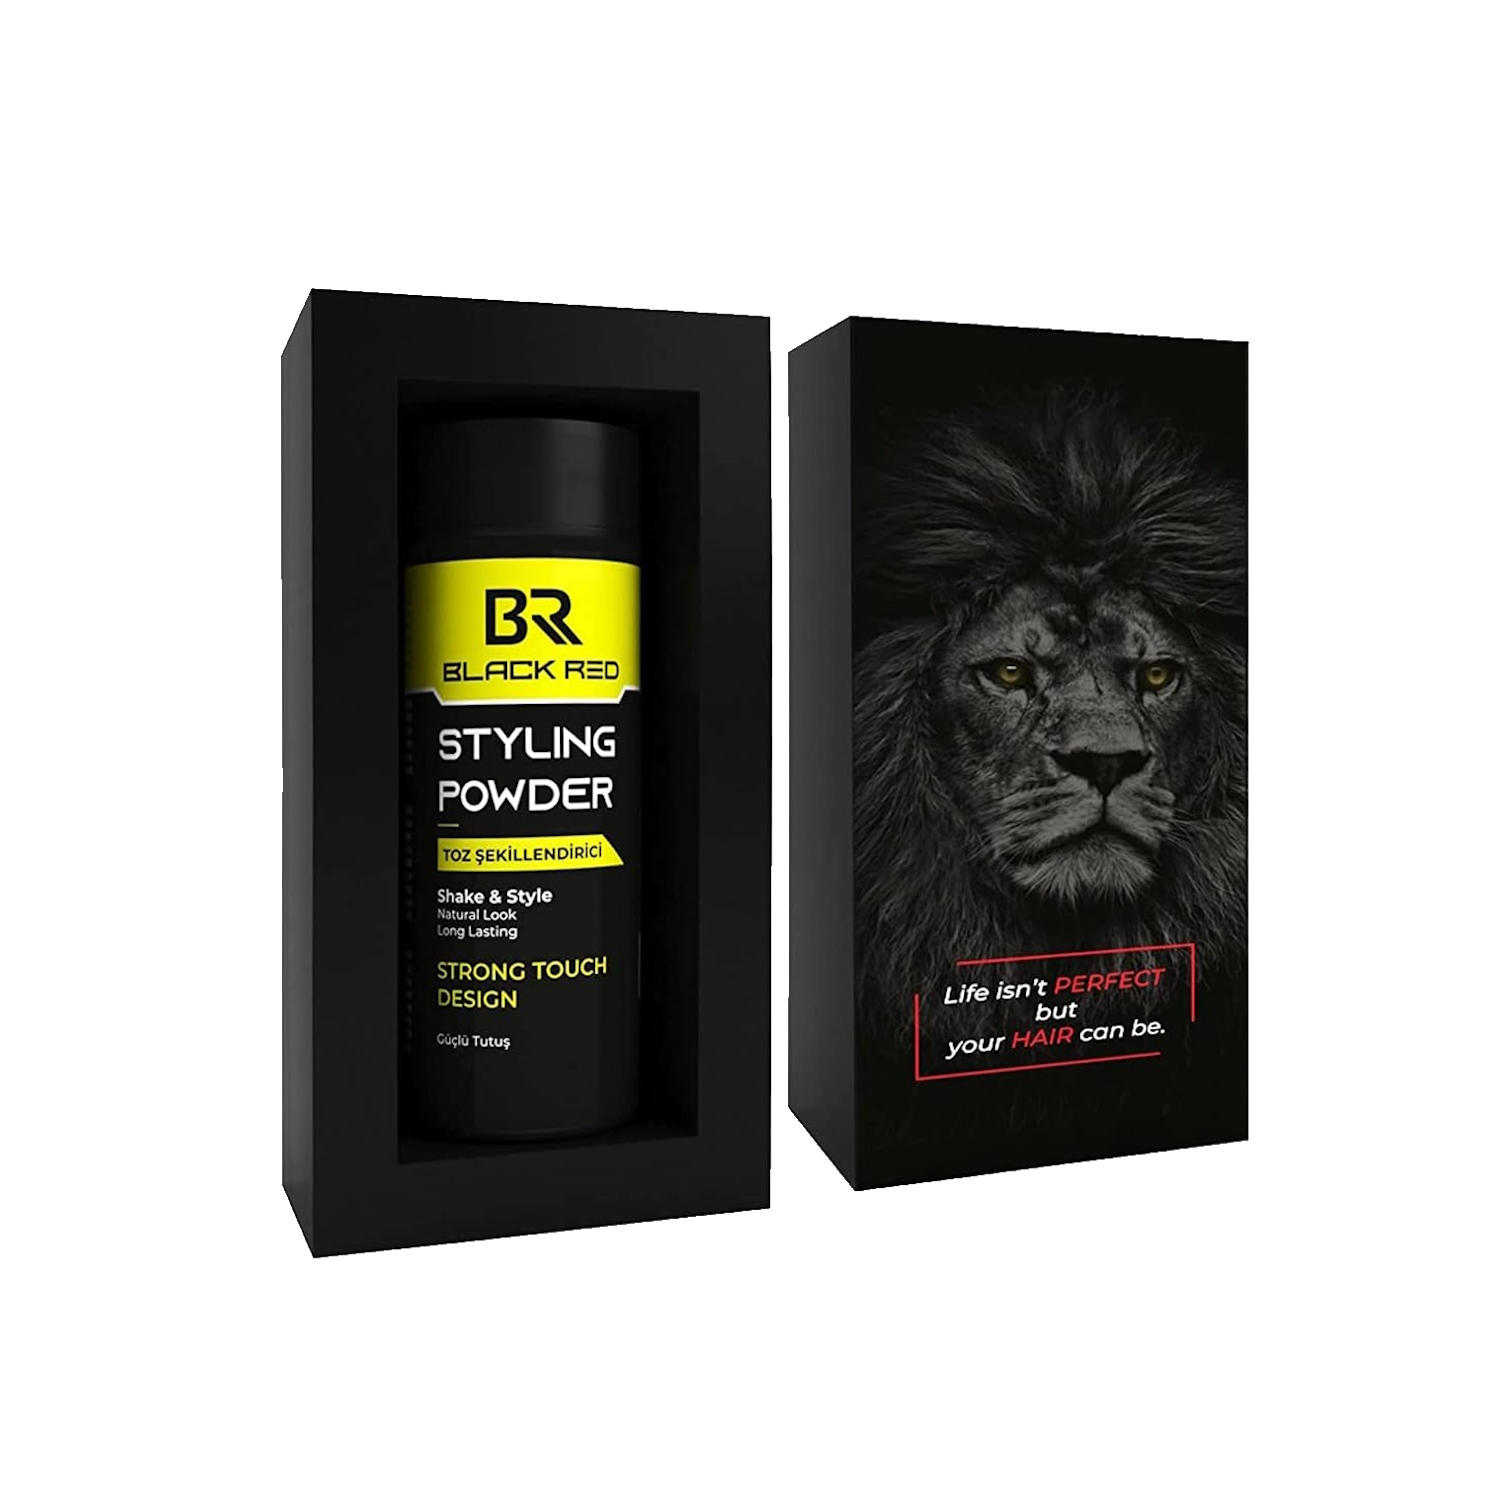 BR
BLACK RED
STYLING
POWDER
TOZ ŞEKİLLENDİRİCİ
Shake & Style
Natural Look
Long Lasting
STRONG TOUCH
DESIGN
Güçlü Tutuş
Life isn't PERFECT
but
your HAIR can be.